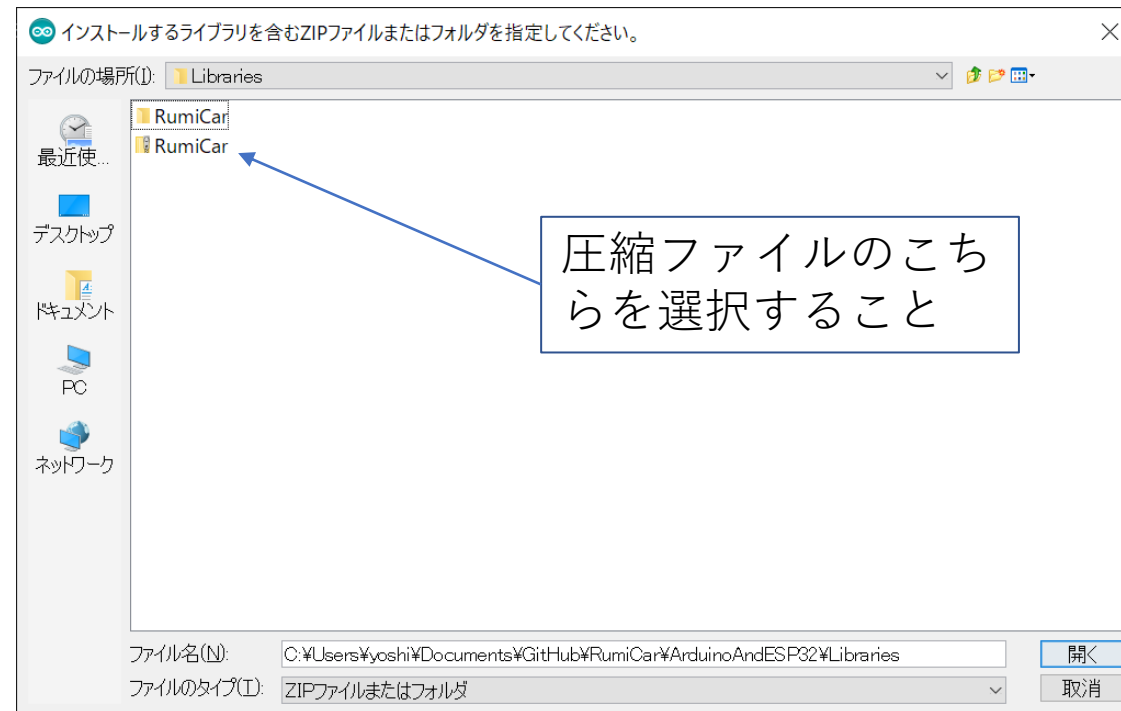 インストールするライブラリを含むZIPファイルまたはフォルダを指定してください。
ファイルの場所(I): Libraries
RumiCar
RumiCar
最近使...
デスクトップ
ドキュメント
PC
ネットワーク
圧縮ファイルのこち
らを選択すること
ファイル名(N): C:¥Users¥yoshi¥Documents¥GitHub¥RumiCar¥ArduinoAndESP32¥Libraries 開く
ファイルのタイプ(T): ZIPファイルまたはフォルダ 取消